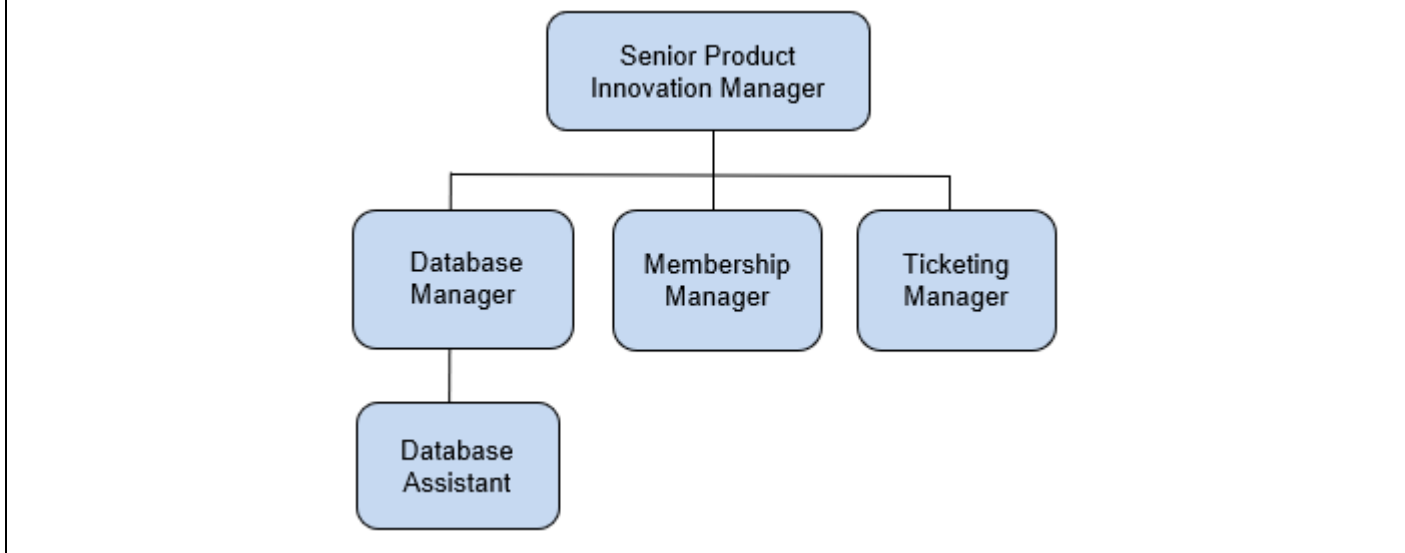 Senior Product
Innovation Manager
Database
Manager
Membership
Manager
Ticketing
Manager
Database
Assistant